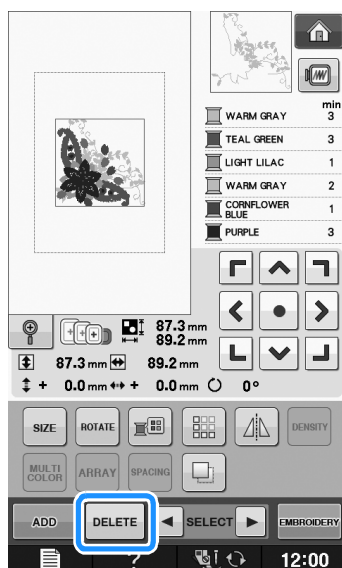 min
WARM GRAY 3
TEAL GREEN 3
LIGHT LILAC 1
WARM GRAY 2
CORNFLOWER
BLUE 1
PURPLE 3
87.3 mm
89.2 mm
87.3 mm 89.2 mm
+ 0.0 mm + 0.0 mm 0°
SIZE ROTATE DENSITY
MULTI
COLOR ARRAY SPACING
ADD DELETE SELECT EMBROIDERY
? 12:00